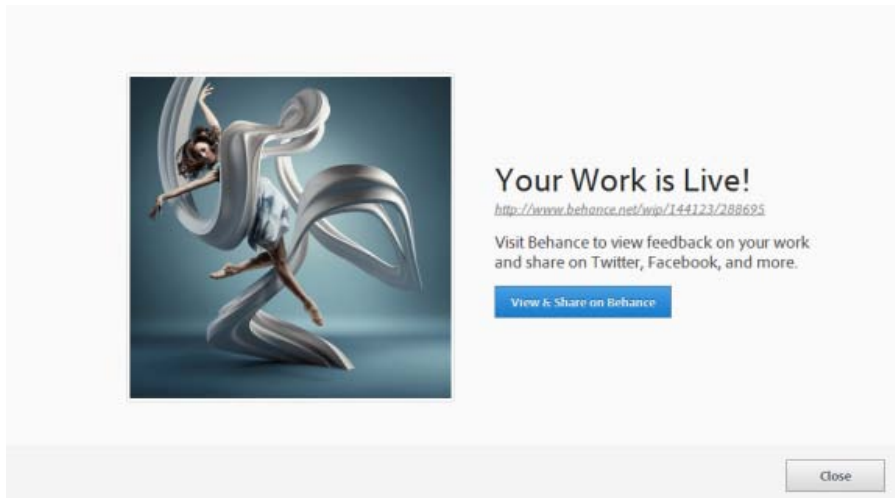 Your Work is Live!
http://www.behance.net/wip/144123/288695
Visit Behance to view feedback on your work
and share on Twitter, Facebook, and more.
View & Share on Behance
Close